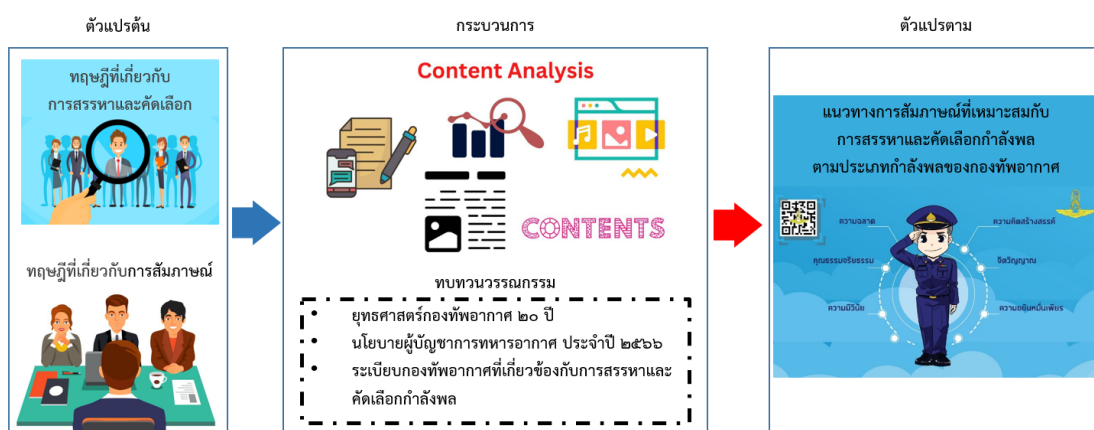 ตัวแปรต้น
ทฤษฎีที่เกี่ยวกับ
การสรรหาและคัดเลือก
ทฤษฎีที่เกี่ยวกับการสัมภาษณ์
กระบวนการ
Content Analysis
CONTENTS
ทบทวนวรรณกรรม
• ยุทธศาสตร์กองทัพอากาศ ๒๐ ปี
• นโยบายผู้บัญชาการทหารอากาศ ประจำปี ๒๕๖๖
• ระเบียบกองทัพอากาศที่เกี่ยวข้องกับการสรรหาและ
คัดเลือกกำลังพล
ตัวแปรตาม
แนวทางการสัมภาษณ์ที่เหมาะสมกับ
การสรรหาและคัดเลือกกำลังพล
ตามประเภทกำลังพลของกองทัพอากาศ
ความฉลาด
ความคิดสร้างสรรค์
คุณธรรมจริยธรรม
จิตวิญญาณ
ความมีวินัย
ความขยันหมั่นเพียร